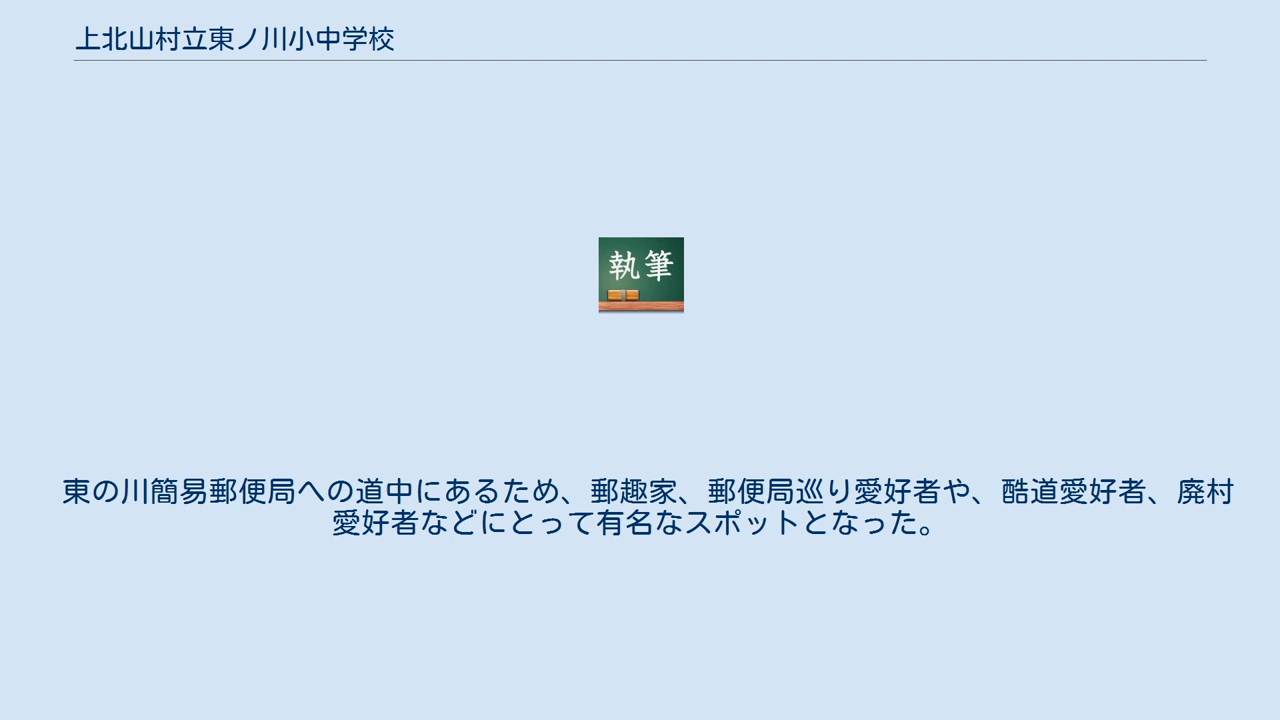 上北山村立東ノ川小中学校
執筆
東の川簡易郵便局への道中にあるため、郵趣家、郵便局巡り愛好者や、酷道愛好者、廃村
愛好者などにとって有名なスポットとなった。